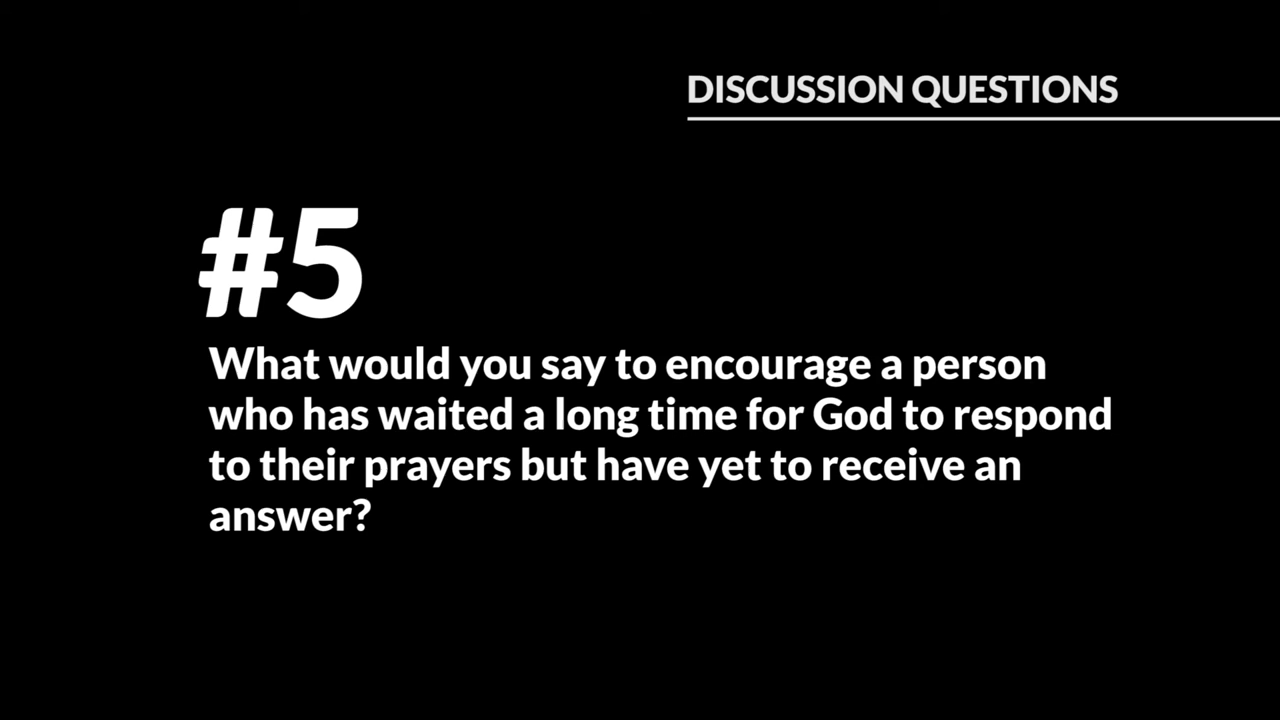 DISCUSSION QUESTIONS
#5
What would you say to encourage a person
who has waited a long time for God to respond
to their prayers but have yet to receive an
answer?